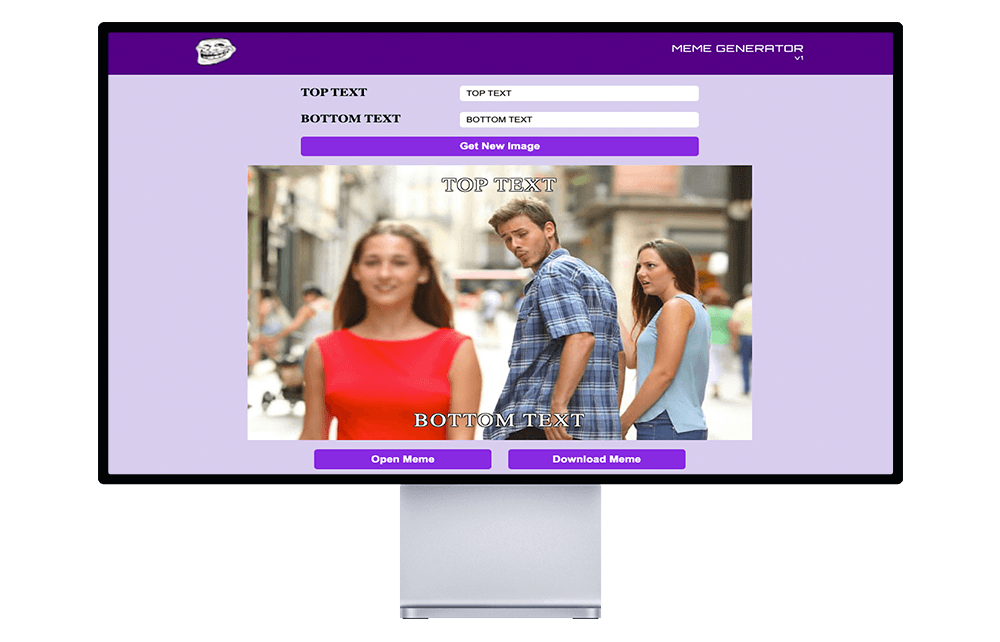 MEME GENERATOR
v1
TOP TEXT
TOP TEXT
BOTTOM TEXT
BOTTOM TEXT
Get New Image
TOP TEXT
BOTTOM TEXT
Open Meme
Download Meme